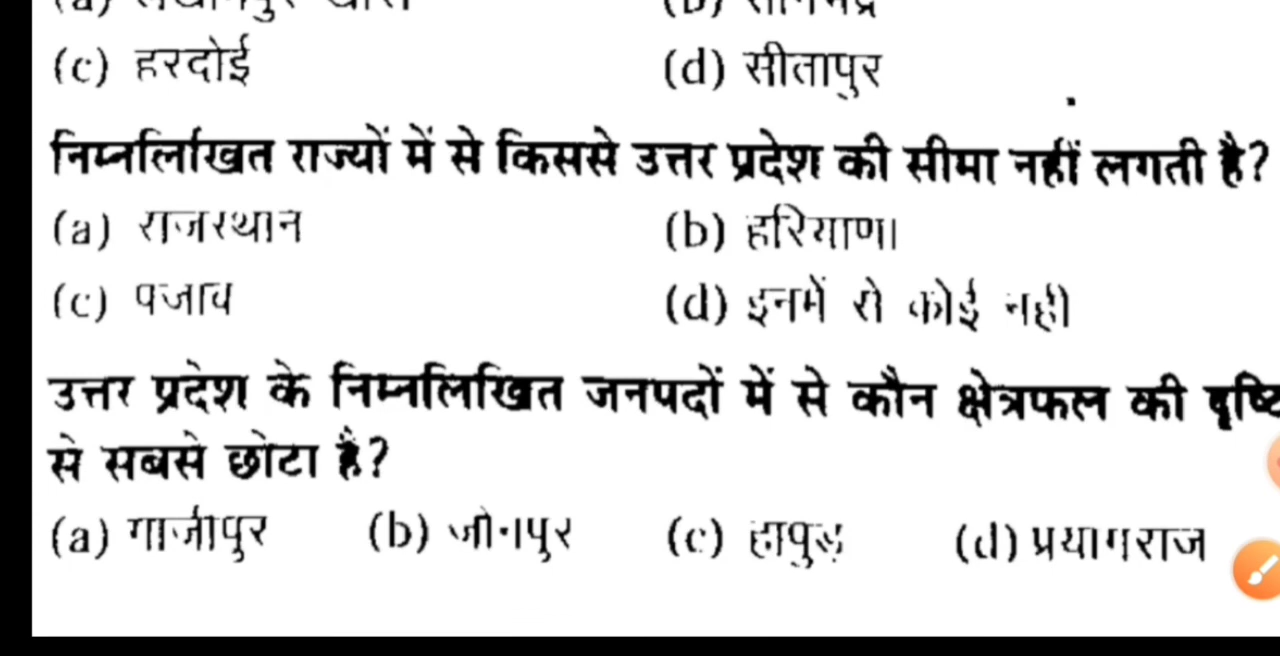 (c) हरदोई (d) सीतापुर
निम्नलिखित राज्यों में से किससे उत्तर प्रदेश की सीमा नहीं लगती है?
(a) राजस्थान (b) हरियाणा
(c) पंजाब (d) इनमें से कोई नहीं
उत्तर प्रदेश के निम्नलिखित जनपदों में से कौन क्षेत्रफल की दृष्टि
से सबसे छोटा है?
(a) गाजीपुर (b) जौनपुर (c) हापुड़ (d) प्रयागराज